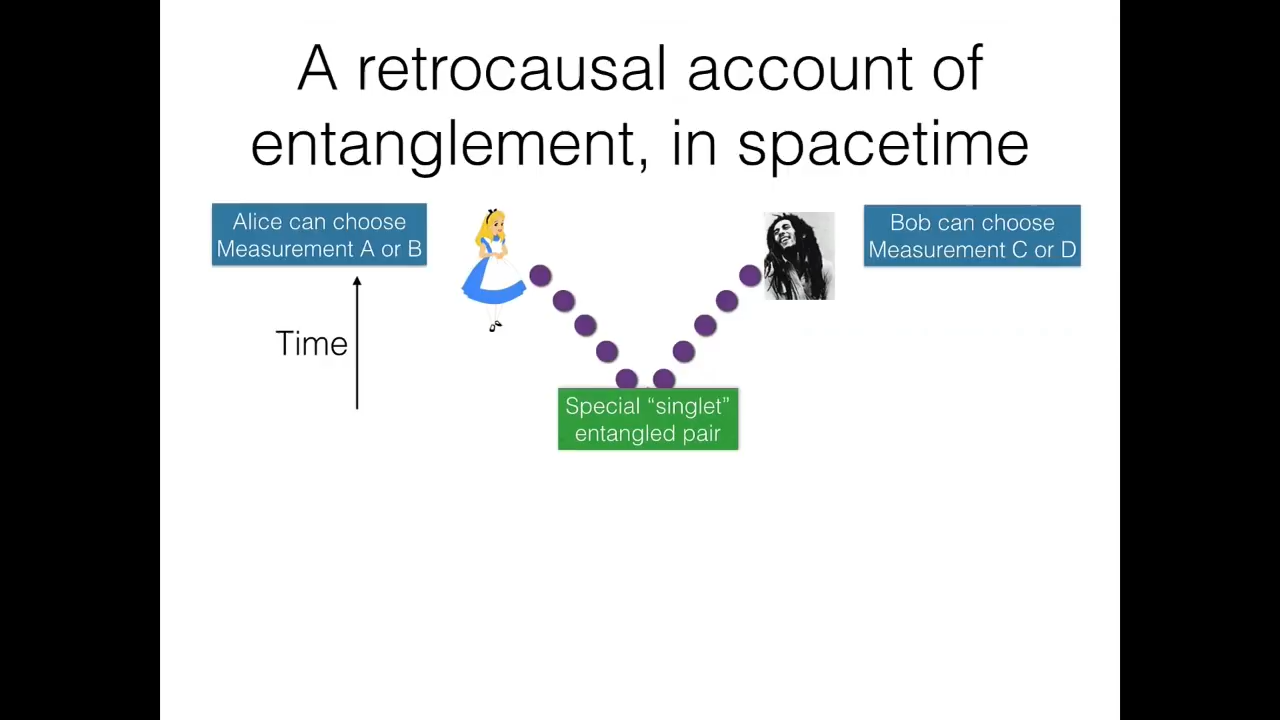 A retrocausal account of
entanglement, in spacetime
Alice can choose
Measurement A or B
Bob can choose
Measurement C or D
Time
Special “singlet”
entangled pair